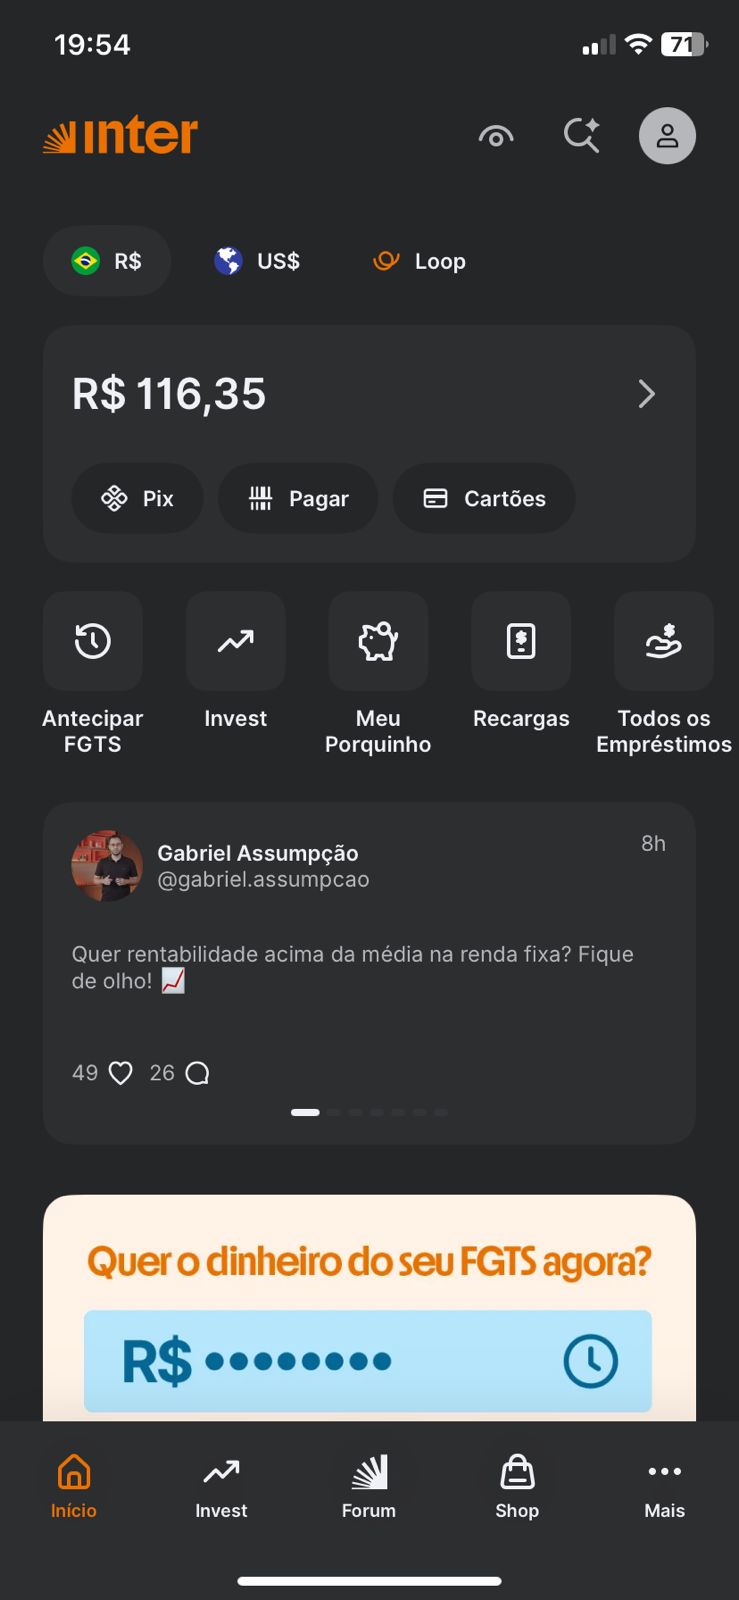 19:54
71
inter
R$
US$
Loop
R$ 116,35
Pix
Pagar
Cartões
Antecipar
FGTS
Invest
Meu
Porquinho
Recargas
Todos os
Empréstimos
Gabriel Assumpção
8h
@gabriel.assumpcao
Quer rentabilidade acima da média na renda fixa? Fique
de olho! 📈
49
26
Quer o dinheiro do seu FGTS agora?
R$ ••••••••
Início
Invest
Forum
Shop
Mais